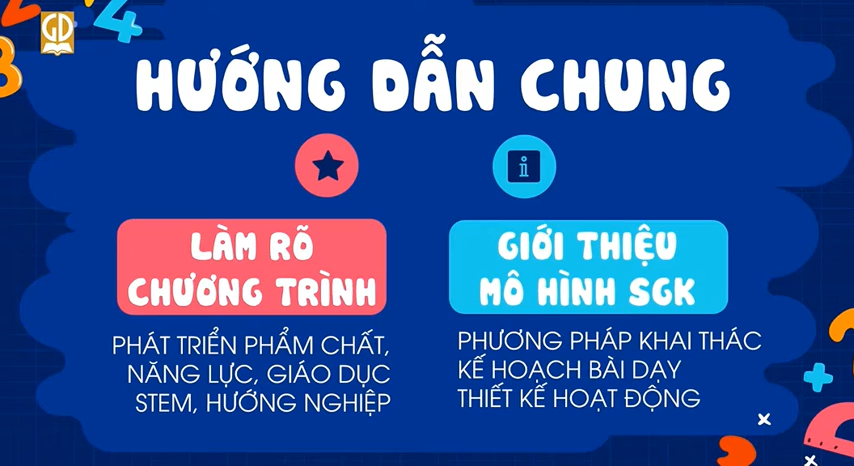 GD
HƯỚNG DẪN CHUNG
LÀM RÕ
CHƯƠNG TRÌNH
PHÁT TRIỂN PHẨM CHẤT,
NĂNG LỰC, GIÁO DỤC
STEM, HƯỚNG NGHIỆP
i
GIỚI THIỆU
MÔ HÌNH SGK
PHƯƠNG PHÁP KHAI THÁC
KẾ HOẠCH BÀI DẠY
THIẾT KẾ HOẠT ĐỘNG